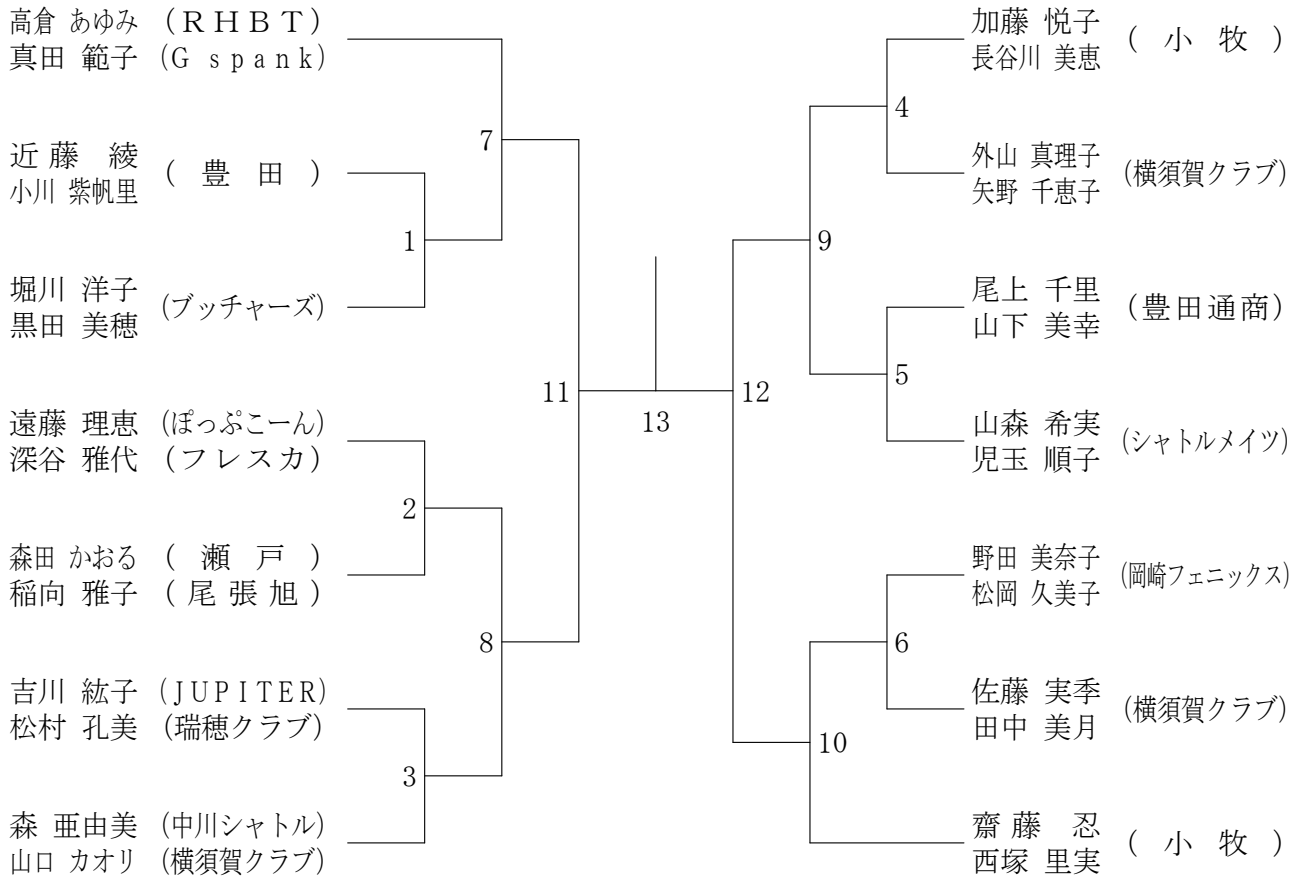 高倉 あゆみ (RHBT)
真田 範子 (G spank)
近藤 綾 (豊田)
小川 紫帆里
堀川 洋子 (ブッチャーズ)
黒田 美穂
遠藤 理恵 (ぽっぷこーん)
深谷 雅代 (フレスカ)
森田 かおる (瀬戸)
稲向 雅子 (尾張旭)
吉川 紘子 (JUPITER)
松村 孔美 (瑞穂クラブ)
森 亜由美 (中川シャトル)
山口 カオリ (横須賀クラブ)
7
1
2
8
3
11
13
12
9
4
5
6
10
加藤 悦子 (小牧)
長谷川 美恵
外山 真理子 (横須賀クラブ)
矢野 千恵子
尾上 千里 (豊田通商)
山下 美幸
山森 希実 (シャトルメイツ)
児玉 順子
野田 美奈子 (岡崎フェニックス)
松岡 久美子
佐藤 実季 (横須賀クラブ)
田中 美月
齋藤 忍 (小牧)
西塚 里実